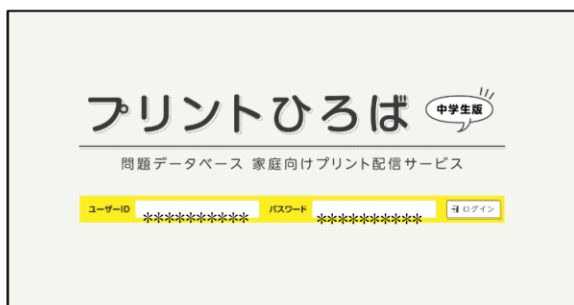 プリントひろば 中学生版
問題データベース 家庭向けプリント配信サービス
ユーザーID ********** パスワード ********** ログイン